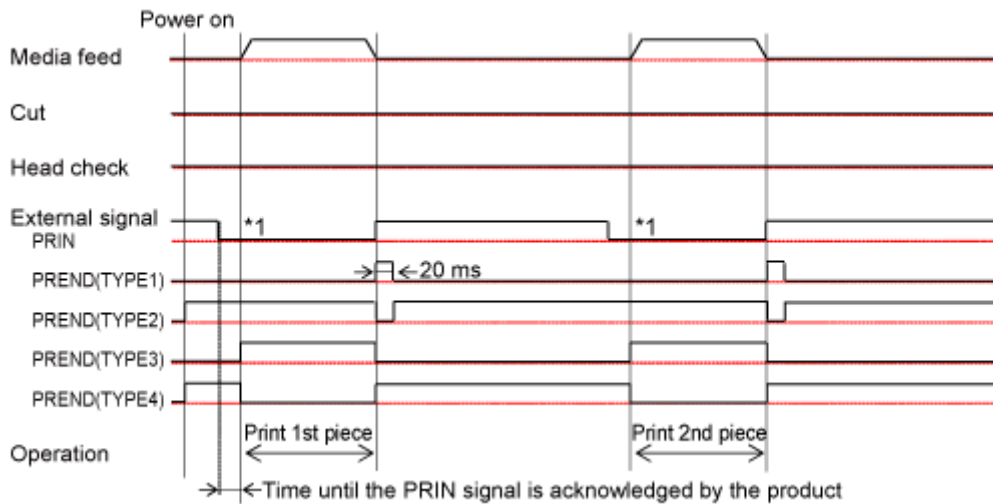 Power on
Media feed
Cut
Head check
External signal
*1 *1
PRIN
PREND(TYPE1)
20 ms
PREND(TYPE2)
PREND(TYPE3)
PREND(TYPE4)
Print 1st piece Print 2nd piece
Operation
Time until the PRIN signal is acknowledged by the product